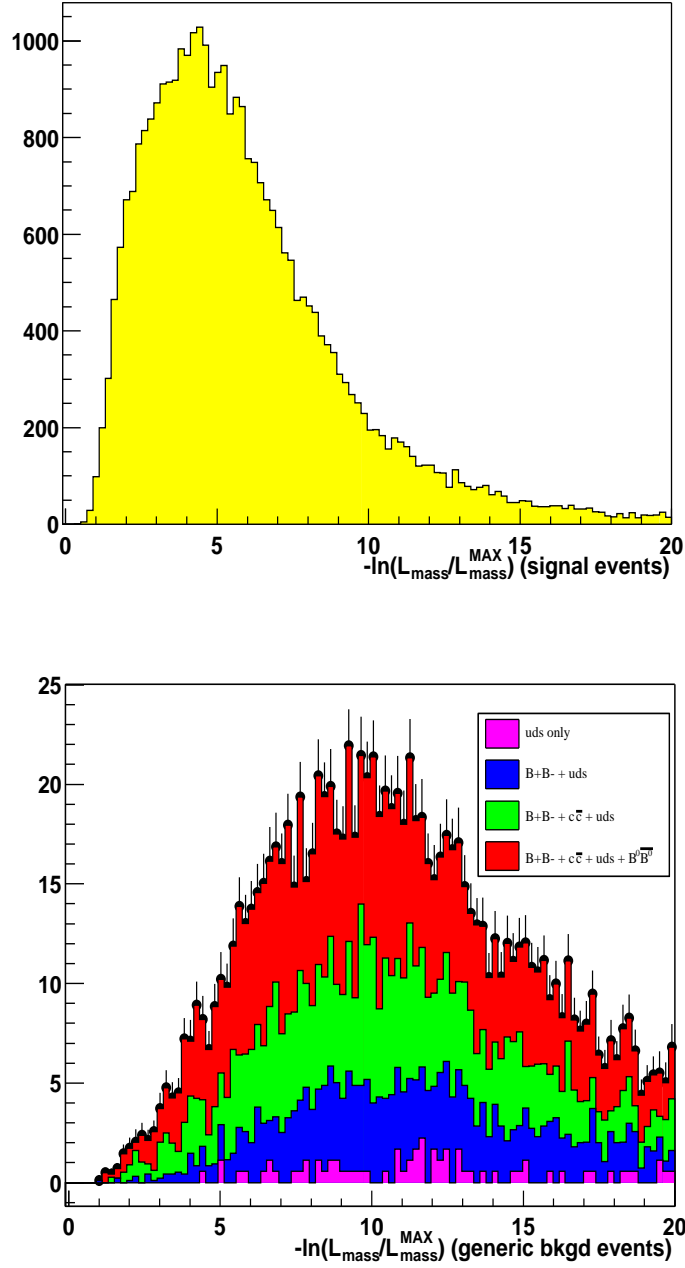 1000
800
600
400
200
0
0 5 10 15 20
-ln(L_mass/L_mass^MAX) (signal events)
25
20
15
10
5
0
uds only
B+B- + uds
B+B- + cc̅ + uds
B+B- + cc̅ + uds + B⁰B̅⁰
0 5 10 15 20
-ln(L_mass/L_mass^MAX) (generic bkgd events)